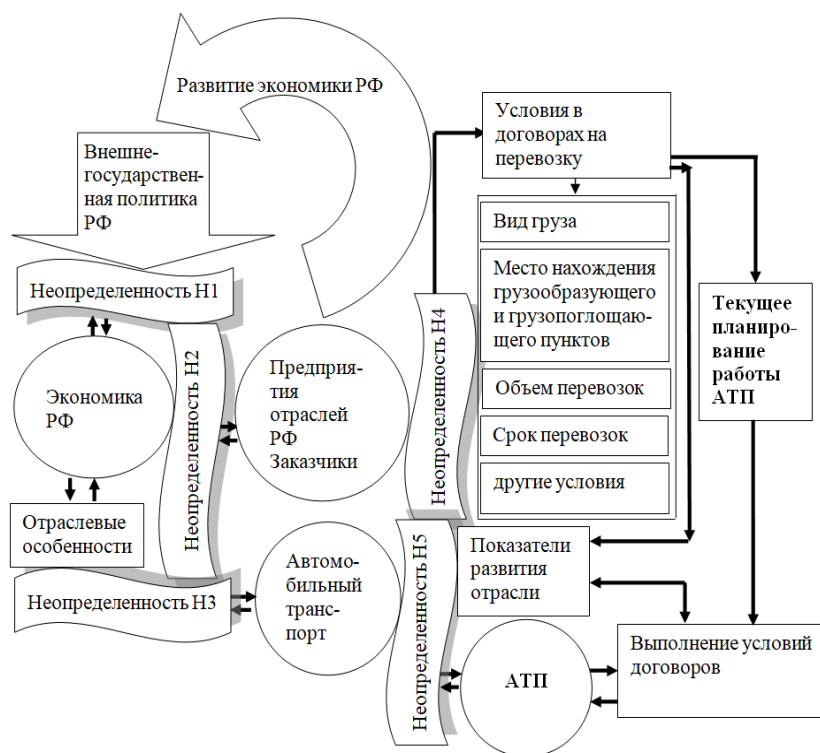 Развитие экономики РФ
Внешне-
государствен-
ная политика
РФ
Неопределенность Н1
Экономика
РФ
Неопределенность Н2
Отраслевые
особенности
Неопределенность Н3
Предприя-
тия
отраслей
РФ
Заказчики
Автомо-
бильный
транс-
порт
Неопределенность Н4
Неопределенность Н5
Условия в
договорах на
перевозку
Вид груза
Место нахождения
грузообразующего
и грузопоглощаю-
щего пунктов
Объем перевозок
Срок перевозок
другие условия
Текущее
планиро-
вание
работы
АТП
Показатели
развития
отрасли
АТП
Выполнение условий
договоров